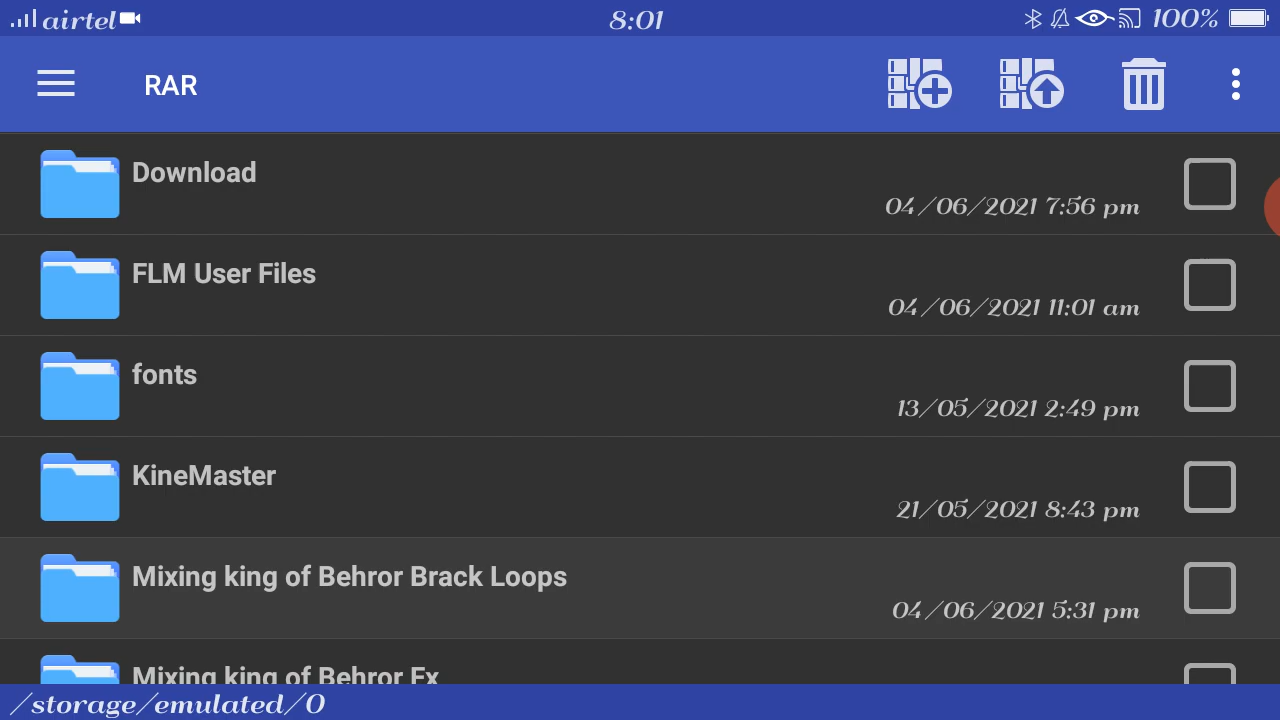 airtel 8:01 100%
RAR
Download
04/06/2021 7:56 pm
FLM User Files
04/06/2021 11:01 am
fonts
13/05/2021 2:49 pm
KineMaster
21/05/2021 8:43 pm
Mixing king of Behror Brack Loops
04/06/2021 5:31 pm
Mixing king of Behror Fx
/storage/emulated/0